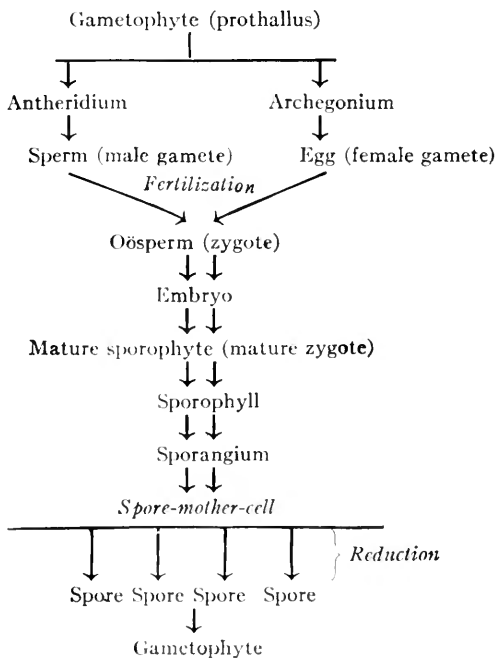 Gametophyte (prothallus)
Antheridium Archegonium
Sperm (male gamete) Egg (female gamete)
Fertilization
Oösperm (zygote)
Embryo
Mature sporophyte (mature zygote)
Sporophyll
Sporangium
Spore-mother-cell
Reduction
Spore Spore Spore Spore
Gametophyte